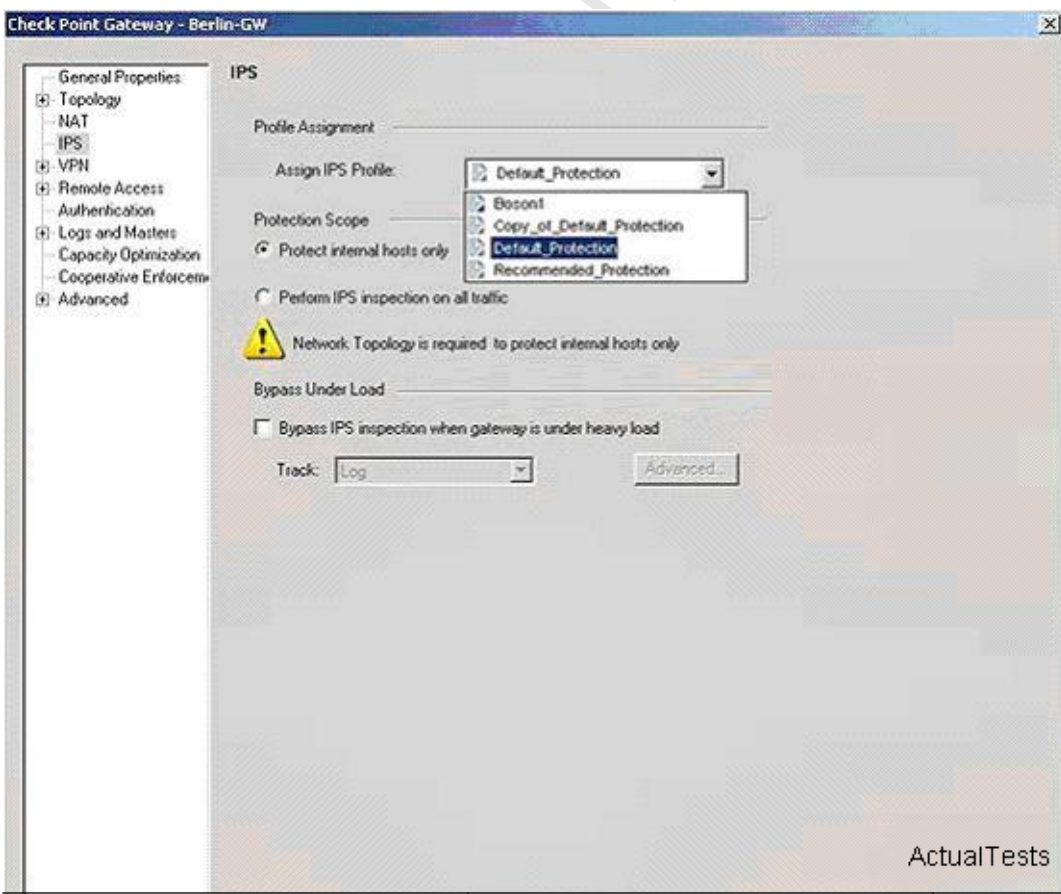 Check Point Gateway - Berlin-GW
General Properties
Topology
NAT
IPS
VPN
Remote Access
Authentication
Logs and Masters
Capacity Optimization
Cooperative Enforceme
Advanced
IPS
Profile Assignment
Assign IPS Profile: Default_Protection
Boson1
Copy_of_Default_Protection
Default_Protection
Recommended_Protection
Protection Scope
Protect internal hosts only
Perform IPS inspection on all traffic
Network Topology is required to protect internal hosts only
Bypass Under Load
Bypass IPS inspection when gateway is under heavy load
Track: Log Advanced...
ActualTests